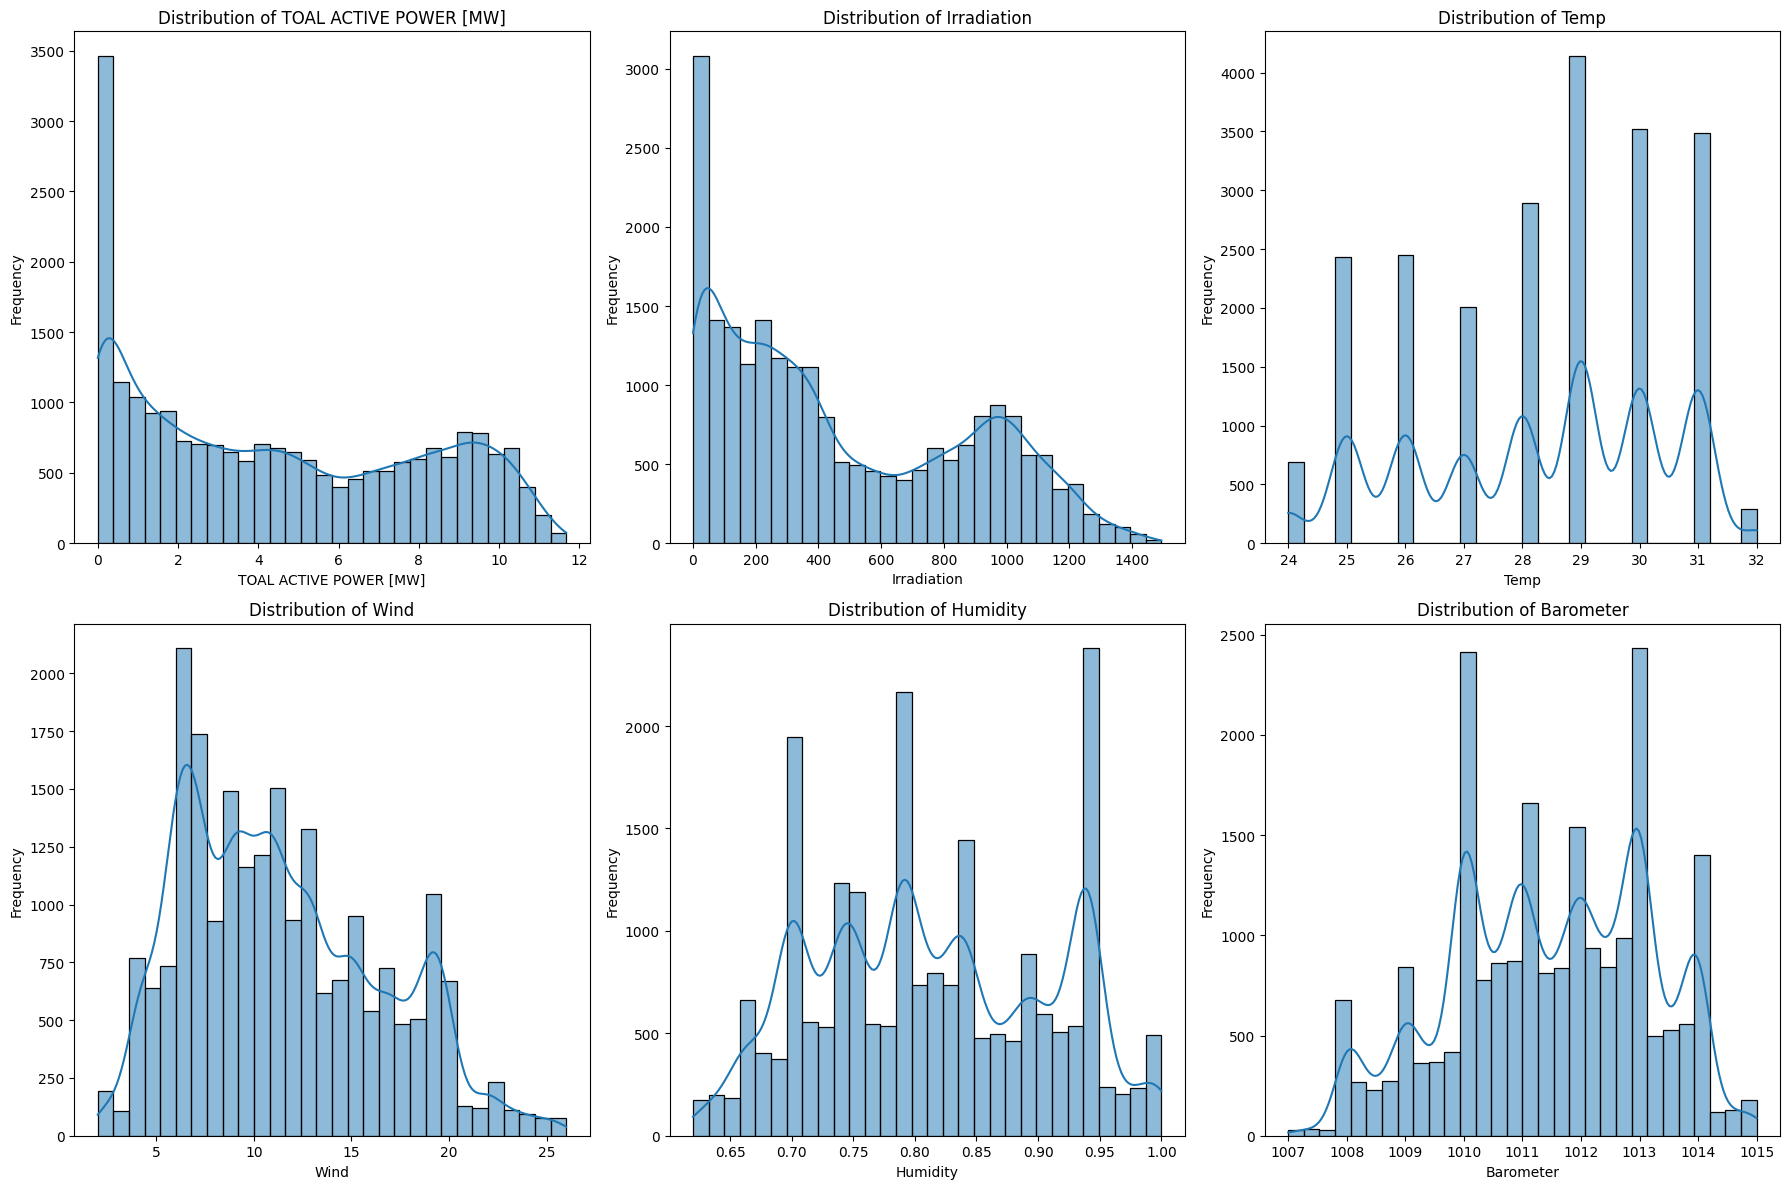 Distribution of TOAL ACTIVE POWER [MW]
Frequency
3500
3000
2500
2000
1500
1000
500
0
0 2 4 6 8 10 12
TOAL ACTIVE POWER [MW]
Distribution of Irradiation
Frequency
3000
2500
2000
1500
1000
500
0
0 200 400 600 800 1000 1200 1400
Irradiation
Distribution of Temp
Frequency
4000
3500
3000
2500
2000
1500
1000
500
0
24 25 26 27 28 29 30 31 32
Temp
Distribution of Wind
Frequency
2000
1750
1500
1250
1000
750
500
250
0
5 10 15 20 25
Wind
Distribution of Humidity
Frequency
2000
1500
1000
500
0
0.65 0.70 0.75 0.80 0.85 0.90 0.95 1.00
Humidity
Distribution of Barometer
Frequency
2500
2000
1500
1000
500
0
1007 1008 1009 1010 1011 1012 1013 1014 1015
Barometer